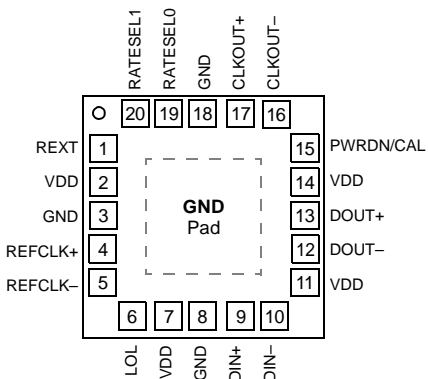 RATESEL1
RATESEL0
GND
CLKOUT+
CLKOUT–
20
19
18
17
16
REXT 1
VDD 2
GND 3
REFCLK+ 4
REFCLK– 5
GND
Pad
15 PWRDN/CAL
14 VDD
13 DOUT+
12 DOUT–
11 VDD
6
7
8
9
10
LOL
VDD
GND
DIN+
DIN–